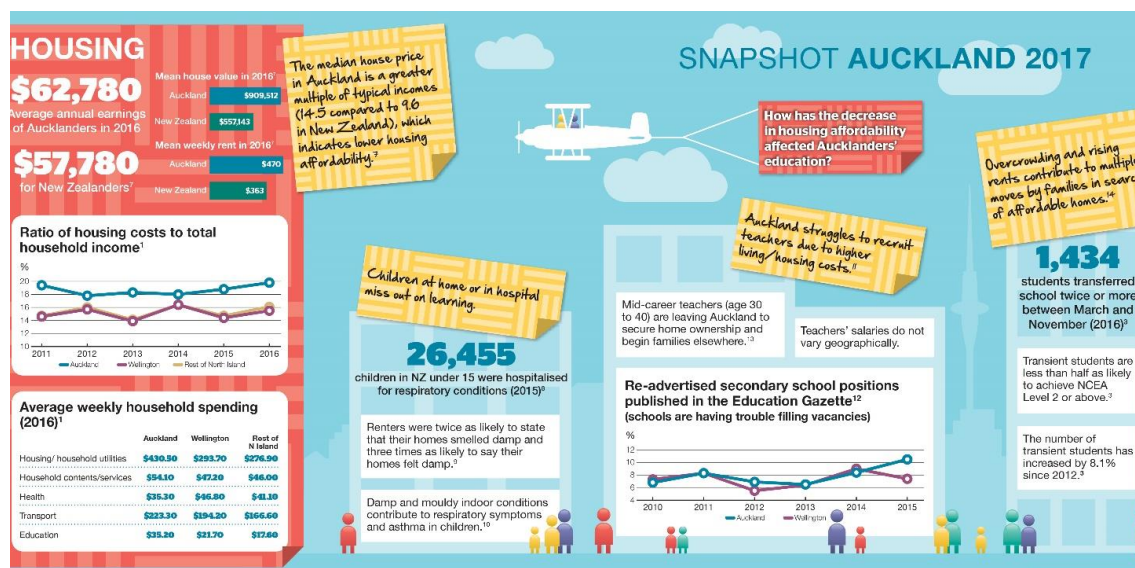 HOUSING
$62,780
Average annual earnings
of Aucklanders in 2016
$57,780
for New Zealanders⁷
Mean house value in 2016⁷
Auckland $909,512
New Zealand $557,143
Mean weekly rent in 2016⁷
Auckland $470
New Zealand $363
The median house price
in Auckland is a greater
multiple of typical incomes
(14.5 compared to 9.6
in New Zealand), which
indicates lower housing
affordability.⁷
Ratio of housing costs to total
household income¹
%
20
18
16
14
12
10
2011 2012 2013 2014 2015 2016
Auckland Wellington Rest of North Island
Average weekly household spending
(2016)¹
Auckland Wellington Rest of
N Island
Housing/ household utilities $430.50 $293.70 $276.90
Household contents/services $54.10 $47.20 $46.00
Health $35.30 $46.80 $41.10
Transport $223.30 $194.20 $166.60
Education $35.20 $21.70 $17.60
SNAPSHOT AUCKLAND 2017
How has the decrease
in housing affordability
affected Aucklanders'
education?
Children at home or in hospital
miss out on learning.
26,455
children in NZ under 15 were hospitalised
for respiratory conditions (2015)⁸
Renters were twice as likely to state
that their homes smelled damp and
three times as likely to say their
homes felt damp.⁹
Damp and mouldy indoor conditions
contribute to respiratory symptoms
and asthma in children.¹⁰
Auckland struggles to recruit
teachers due to higher
living/housing costs.¹¹
Mid-career teachers (age 30
to 40) are leaving Auckland to
secure home ownership and
begin families elsewhere.¹³
Teachers' salaries do not
vary geographically.
Re-advertised secondary school positions
published in the Education Gazette¹²
(schools are having trouble filling vacancies)
%
12
10
8
6
4
2010 2011 2012 2013 2014 2015
Auckland Wellington
Overcrowding and rising
rents contribute to multiple
moves by families in search
of affordable homes.¹⁴
1,434
students transferred
school twice or more
between March and
November (2016)³
Transient students are
less than half as likely
to achieve NCEA
Level 2 or above.³
The number of
transient students has
increased by 8.1%
since 2012.³